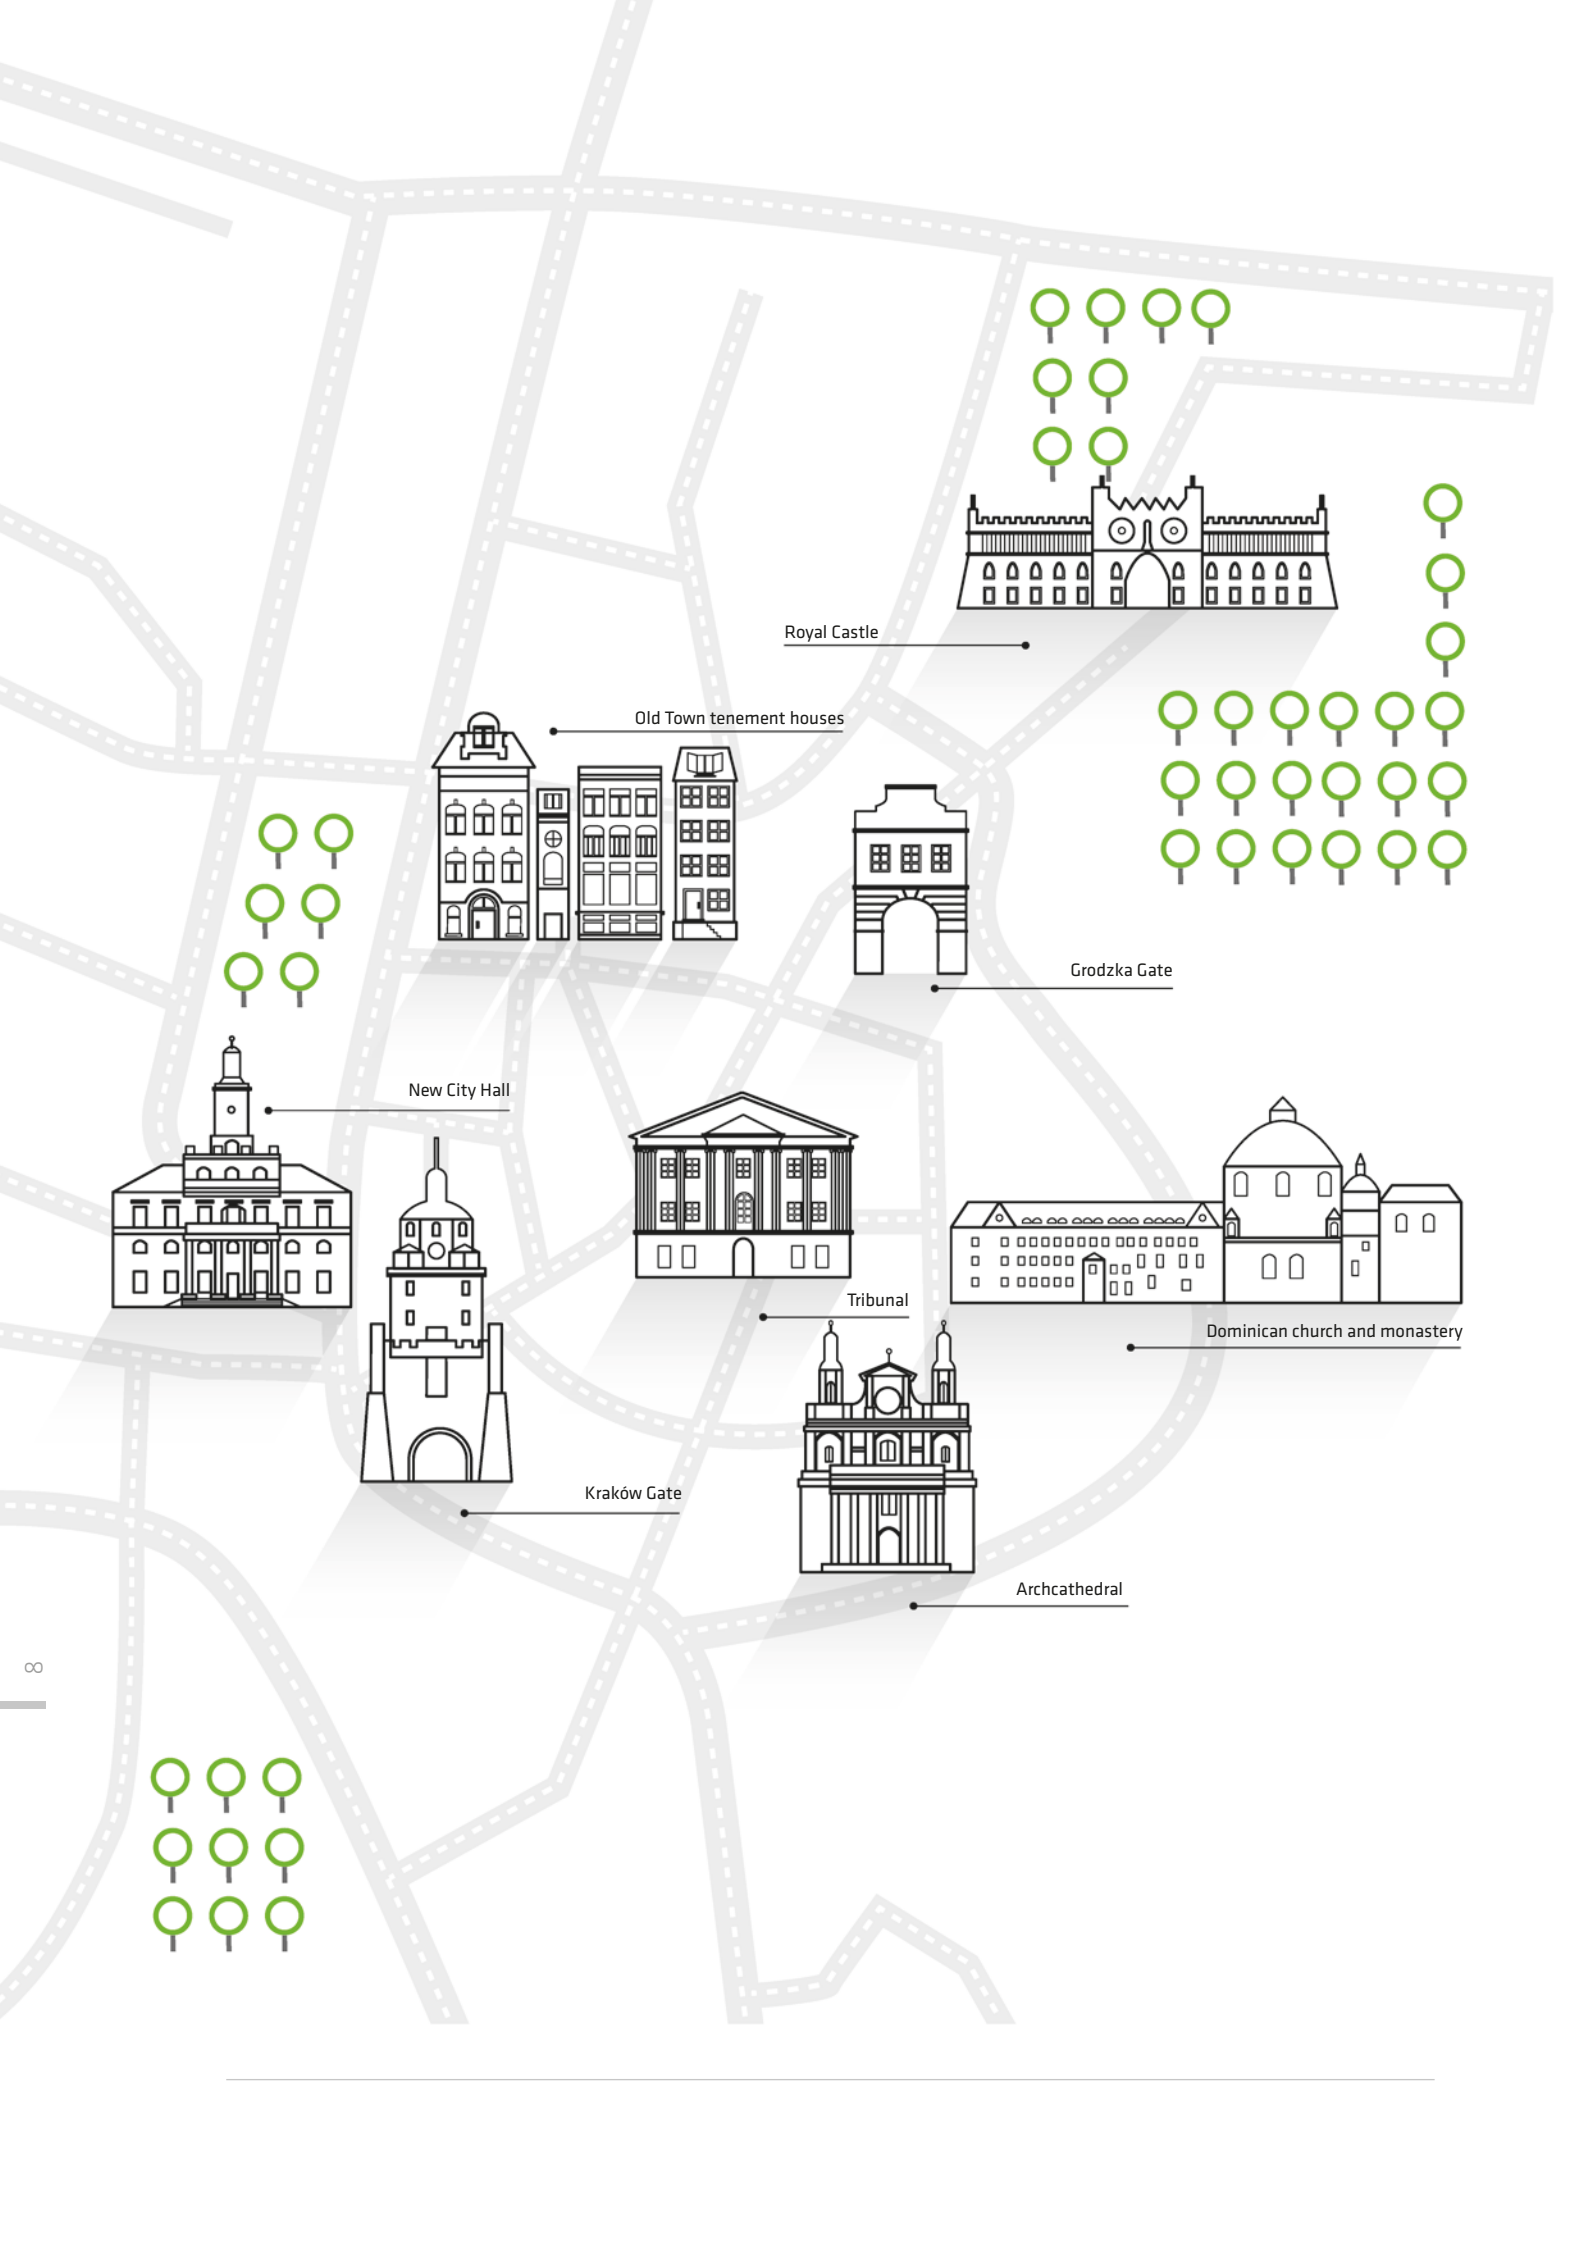 Royal Castle
Old Town tenement houses
Grodzka Gate
New City Hall
Tribunal
Dominican church and monastery
Kraków Gate
Archcathedral
8